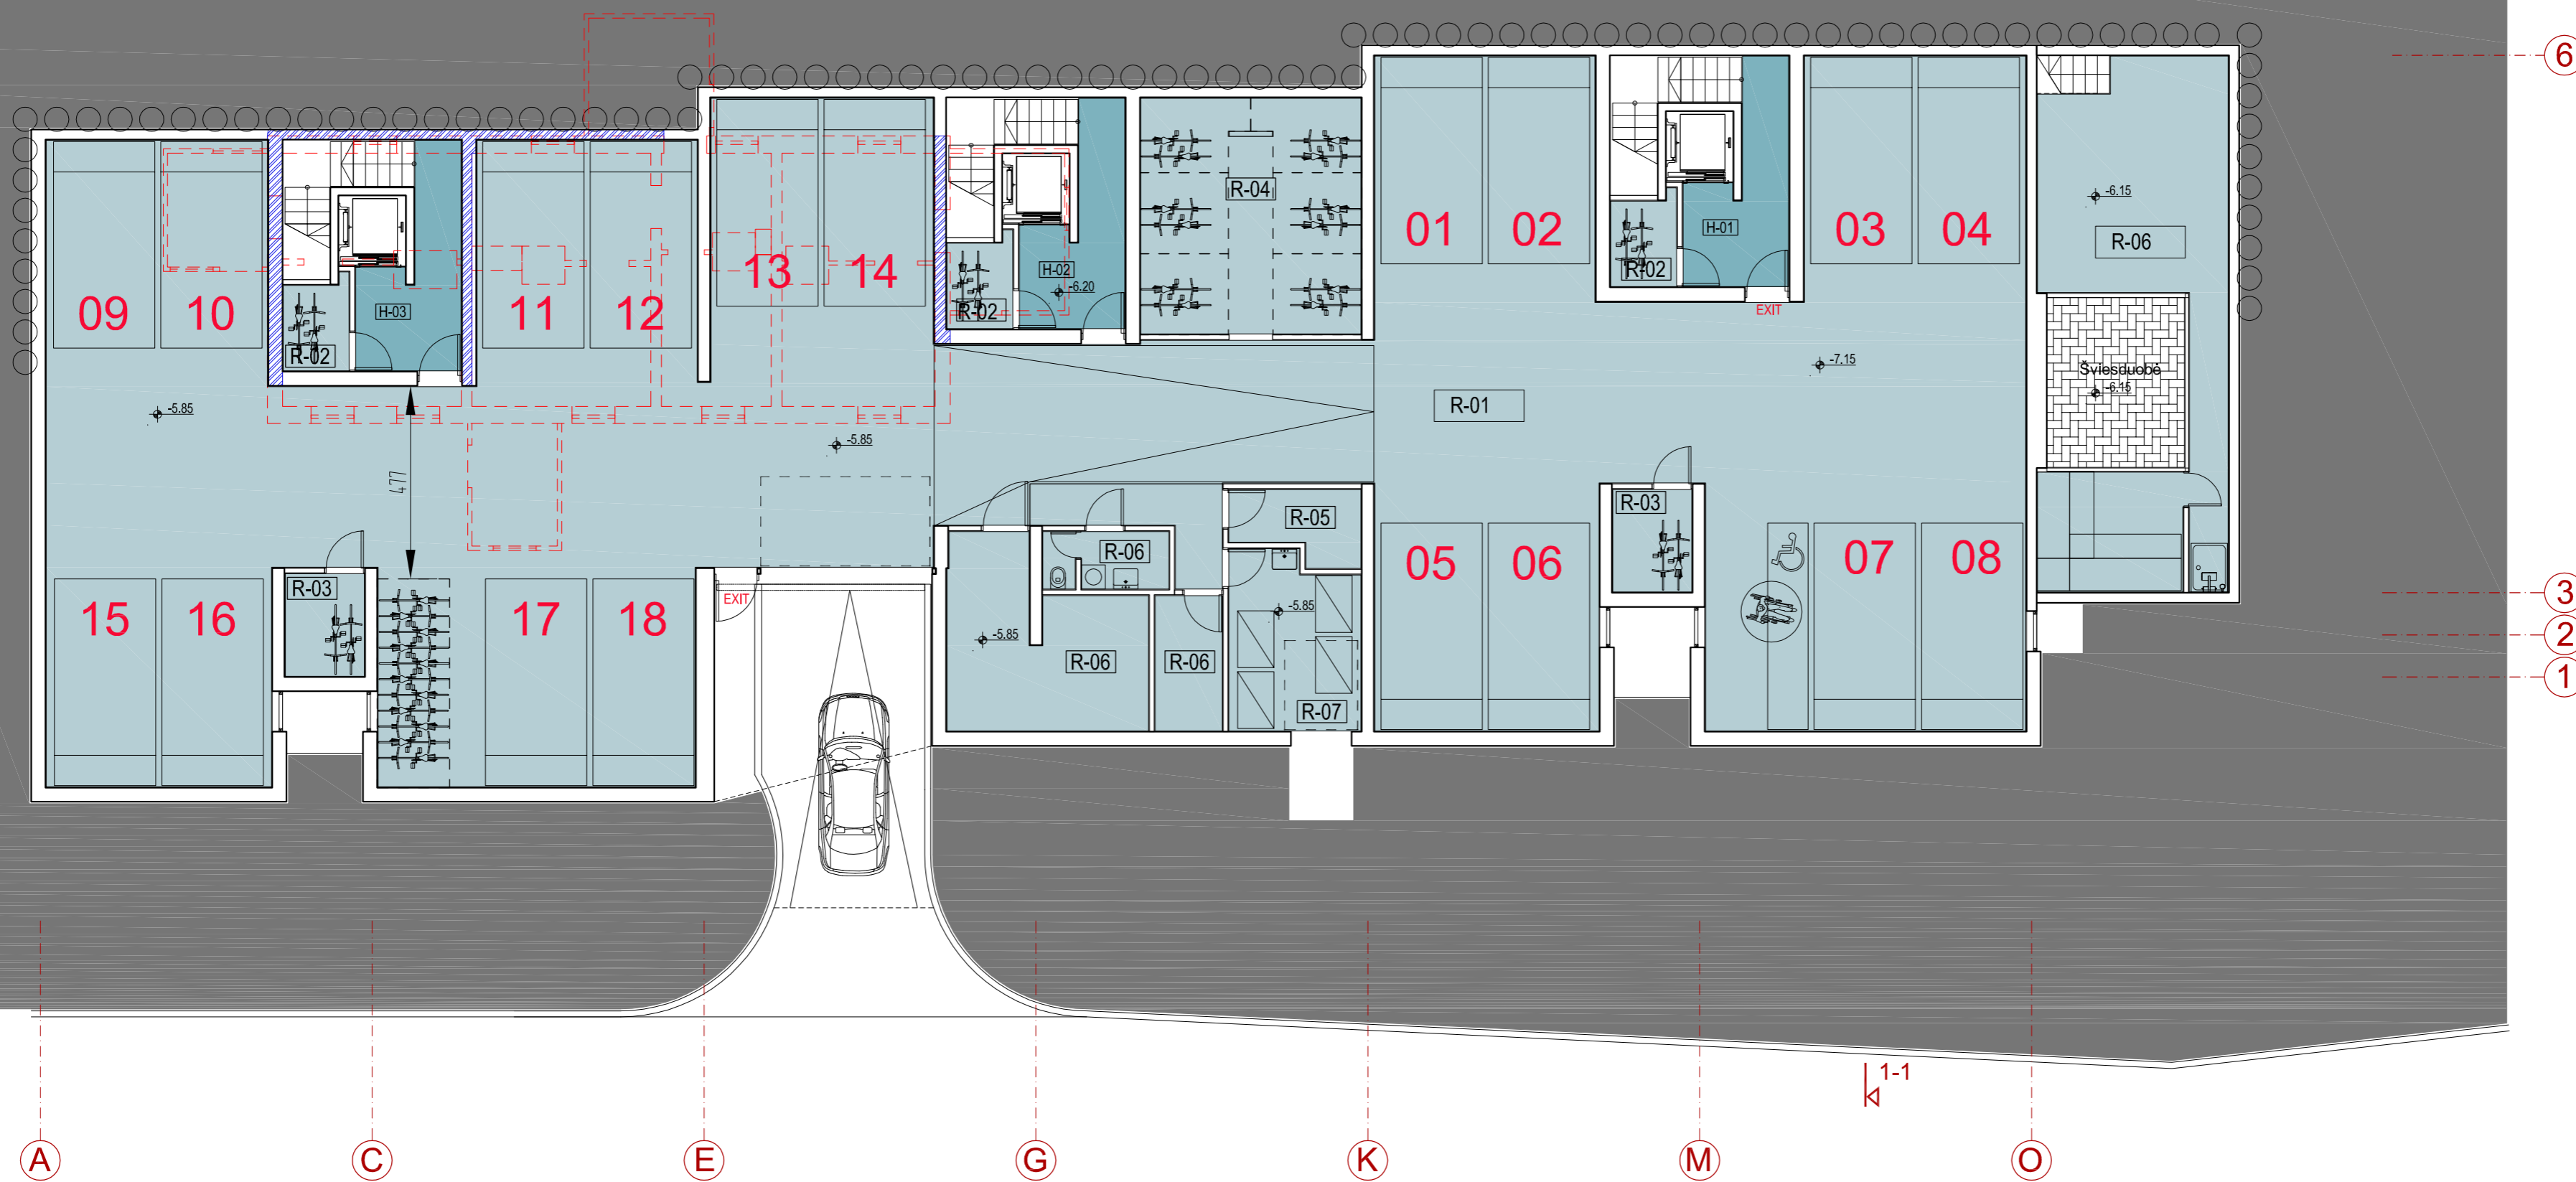 6
01
02
03
04
-6.15
R-04
H-01
R-06
R-02
13
14
H-02
-6.20
09
10
11
12
H-03
R-02
EXIT
R-02
-7.15
Šviesduobė
-6.15
R-01
-5.85
-5.85
477
R-03
R-05
R-06
05
06
07
08
R-03
EXIT
3
15
16
17
18
-5.85
-5.85
2
R-06
R-06
1
R-07
1-1
A
C
E
G
K
M
O